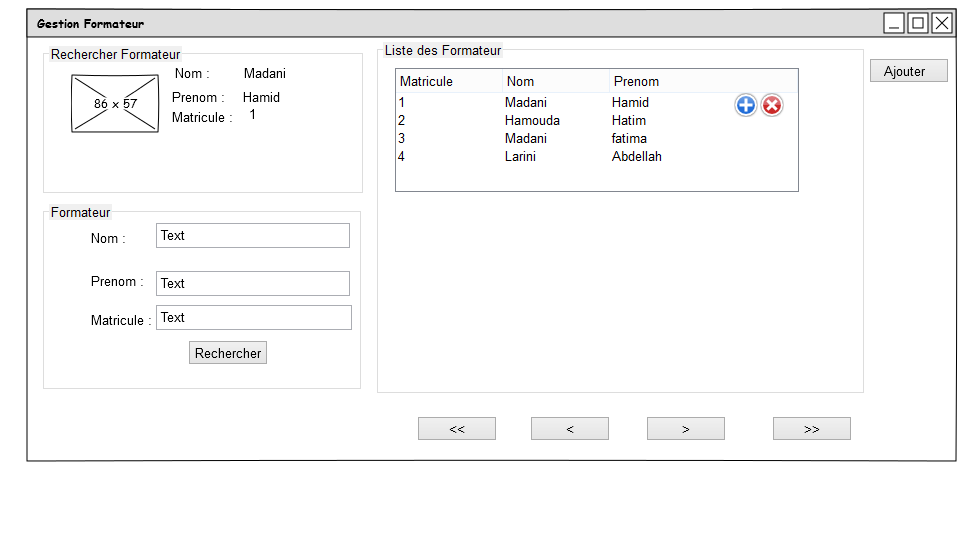 Gestion Formateur
Rechercher Formateur
Nom : Madani
86 x 57
Prenom : Hamid
Matricule : 1
Formateur
Nom : Text
Prenom : Text
Matricule : Text
Rechercher
Liste des Formateur
Matricule Nom Prenom
1 Madani Hamid
2 Hamouda Hatim
3 Madani fatima
4 Larini Abdellah
Ajouter
<< < > >>